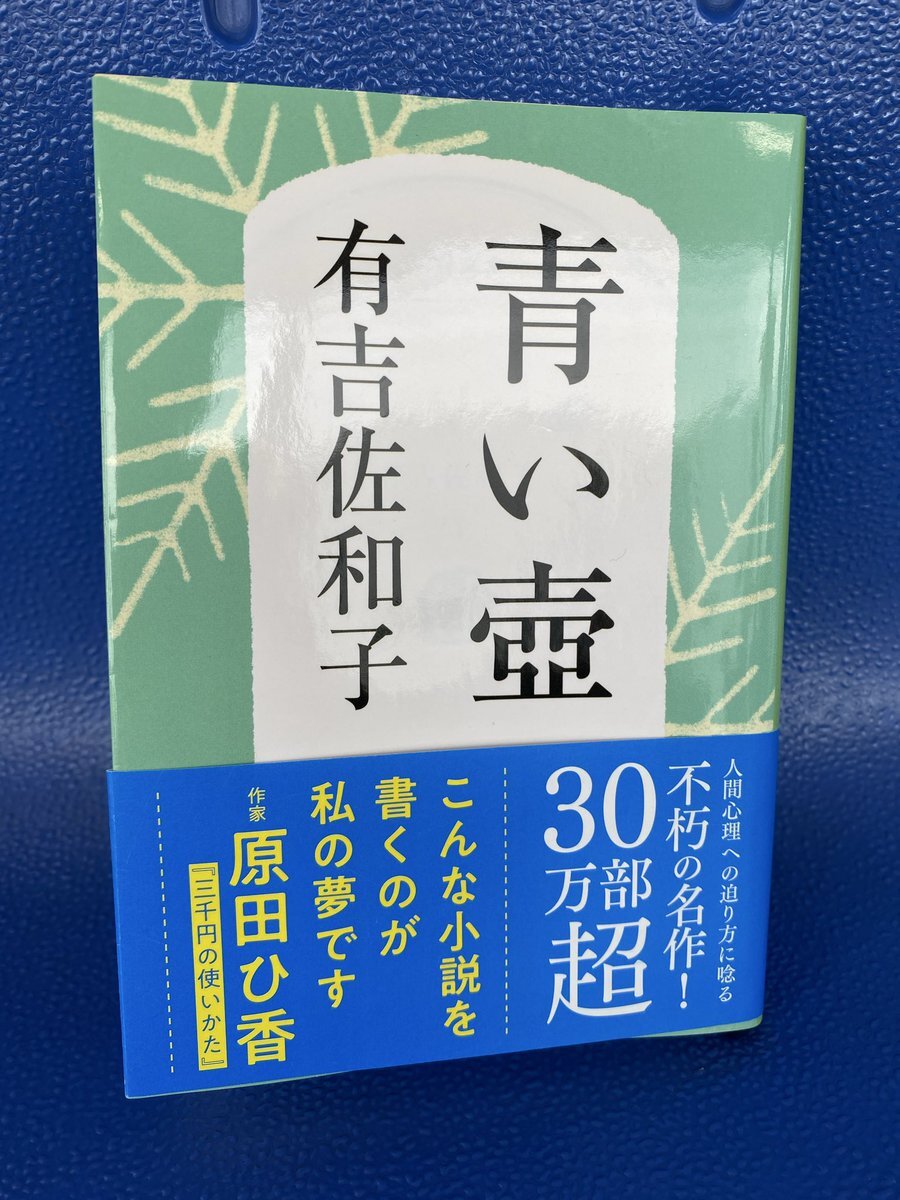 青い壺
有吉佐和子
人間心理への迫り方に唸る
不朽の名作！
30万部超
こんな小説を
書くのが
私の夢です
作家 原田ひ香
『三千円の使いかた』